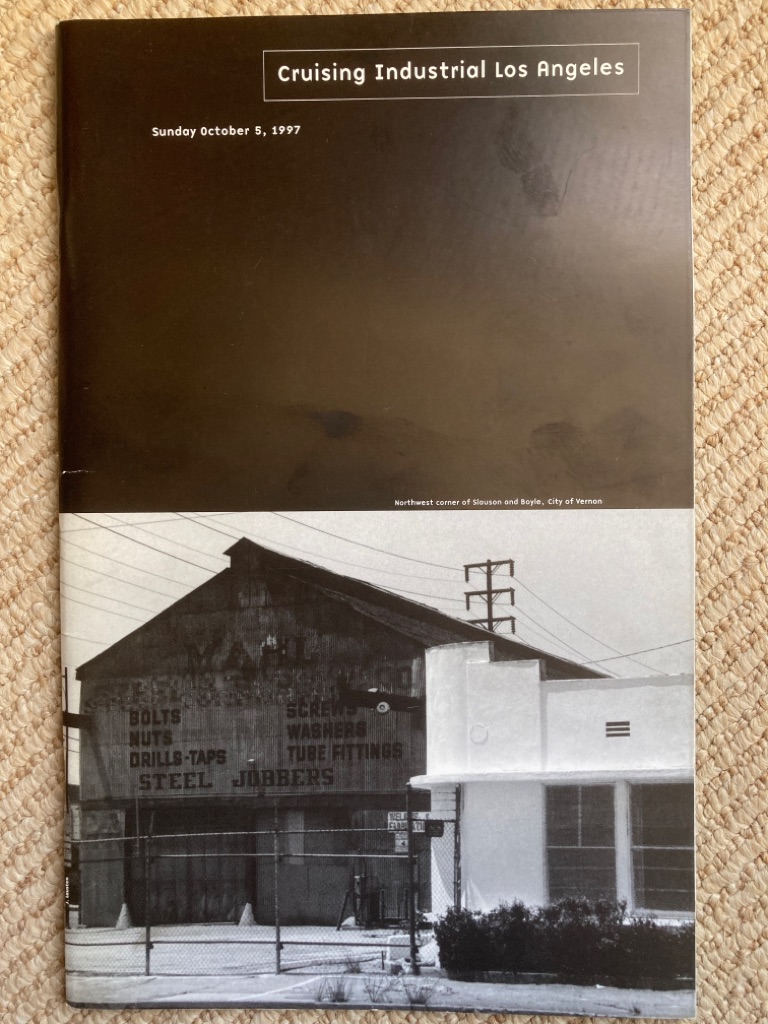 Cruising Industrial Los Angeles
Sunday October 5, 1997
Northwest corner of Slauson and Boyle, City of Vernon
BOLTS
SCREWS
NUTS
WASHERS
DRILLS-TAPS
TUBE FITTINGS
STEEL JOBBERS